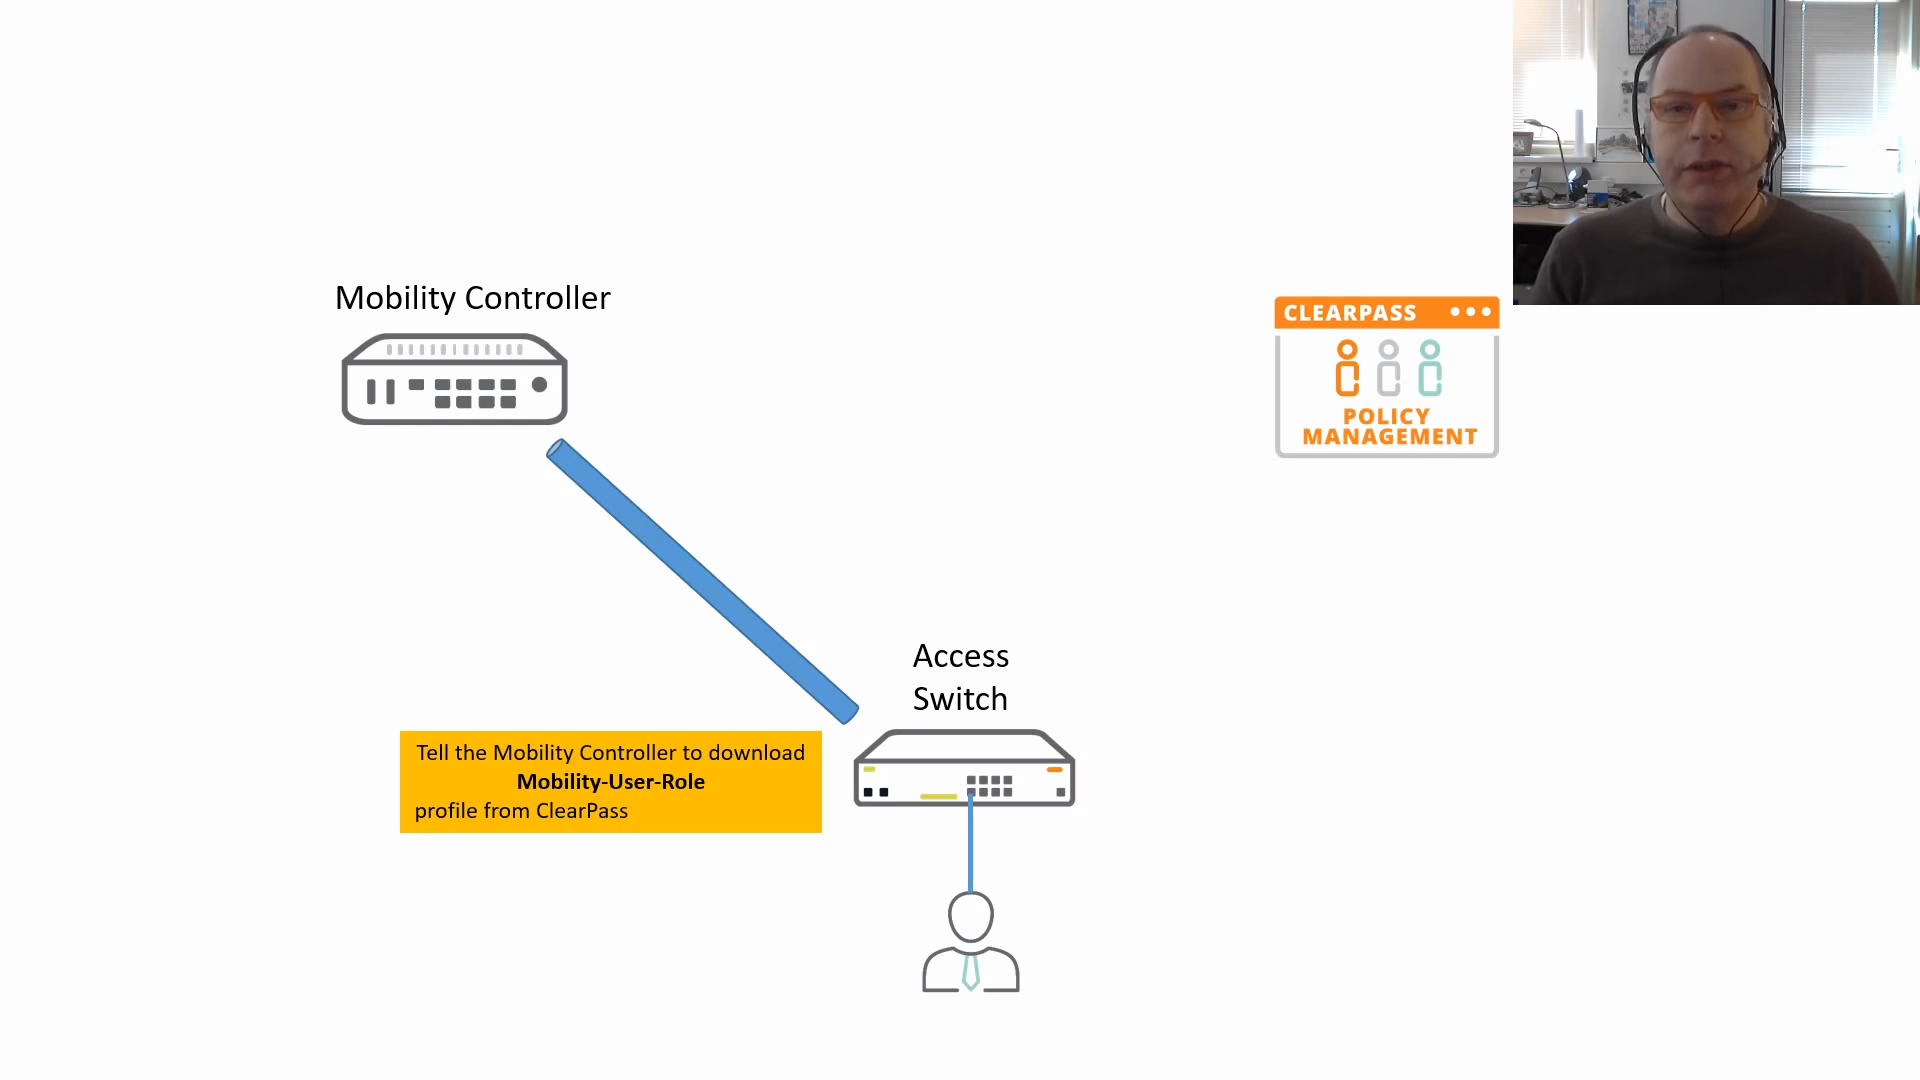 Mobility Controller
CLEARPASS
POLICY
MANAGEMENT
Access
Switch
Tell the Mobility Controller to download
Mobility-User-Role
profile from ClearPass